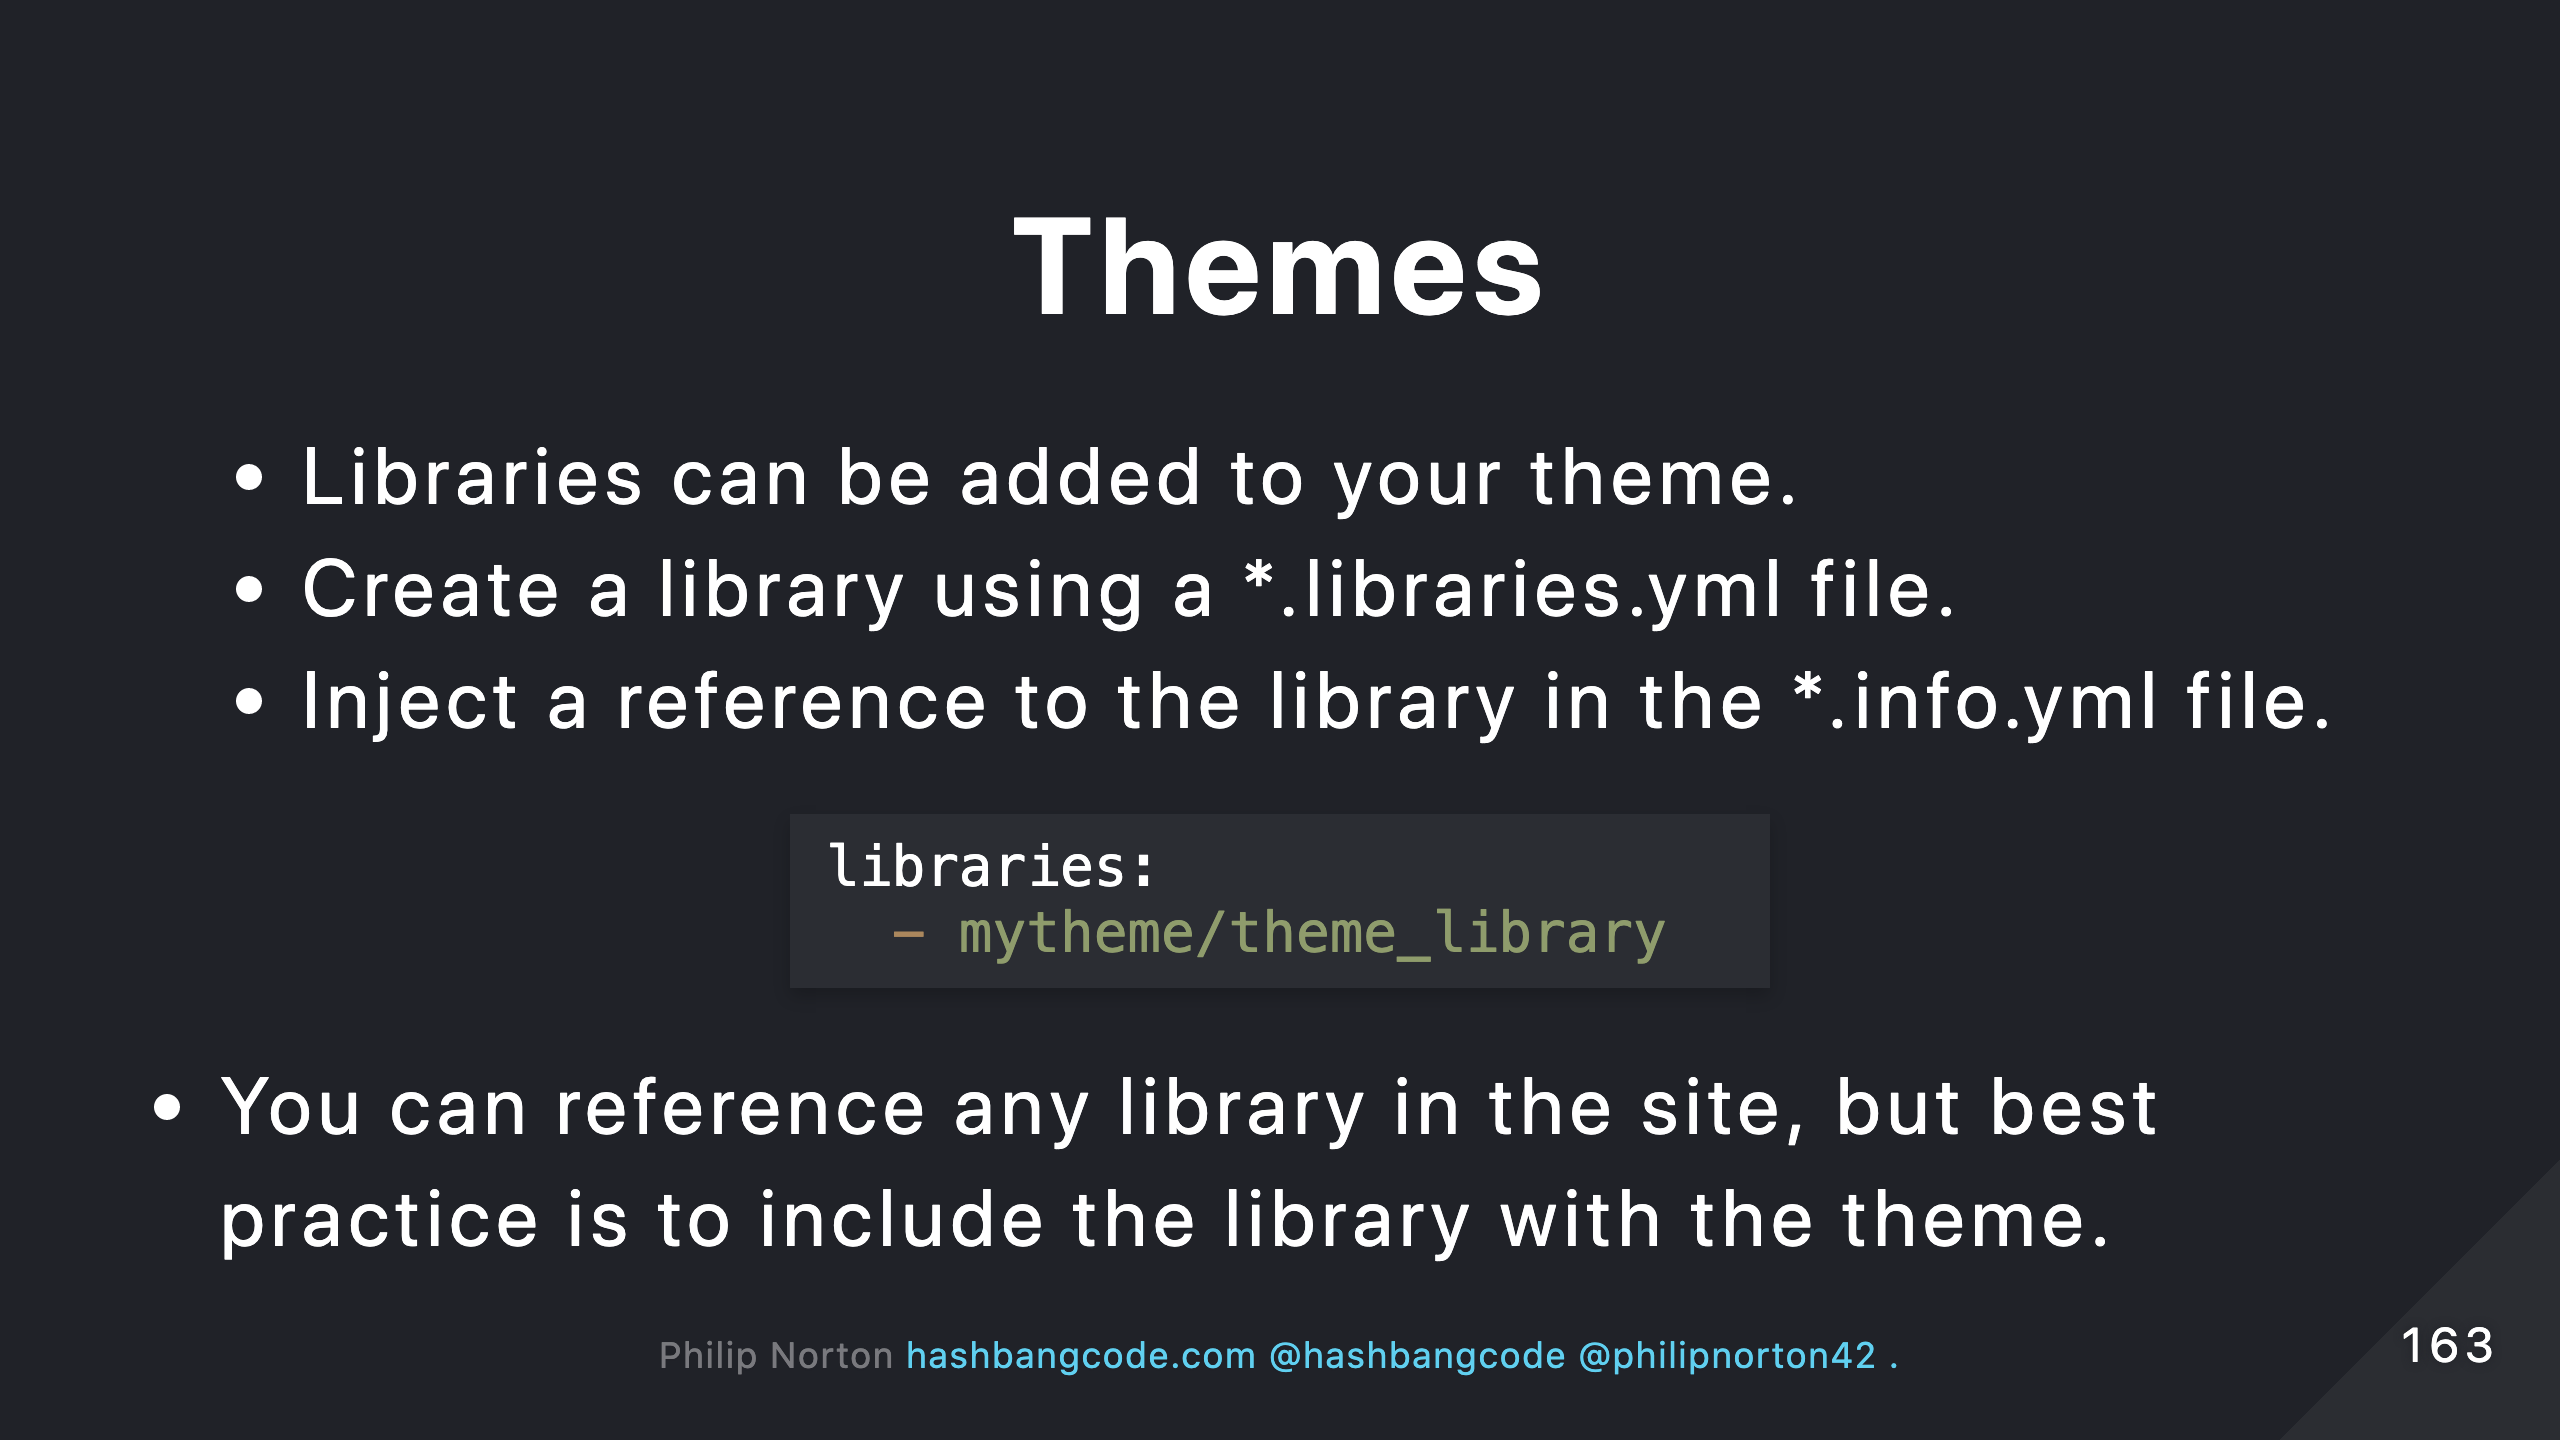 Themes
• Libraries can be added to your theme.
• Create a library using a *.libraries.yml file.
• Inject a reference to the library in the *.info.yml file.
libraries:
  - mytheme/theme_library
• You can reference any library in the site, but best
practice is to include the library with the theme.
Philip Norton hashbangcode.com @hashbangcode @philipnorton42 .
163